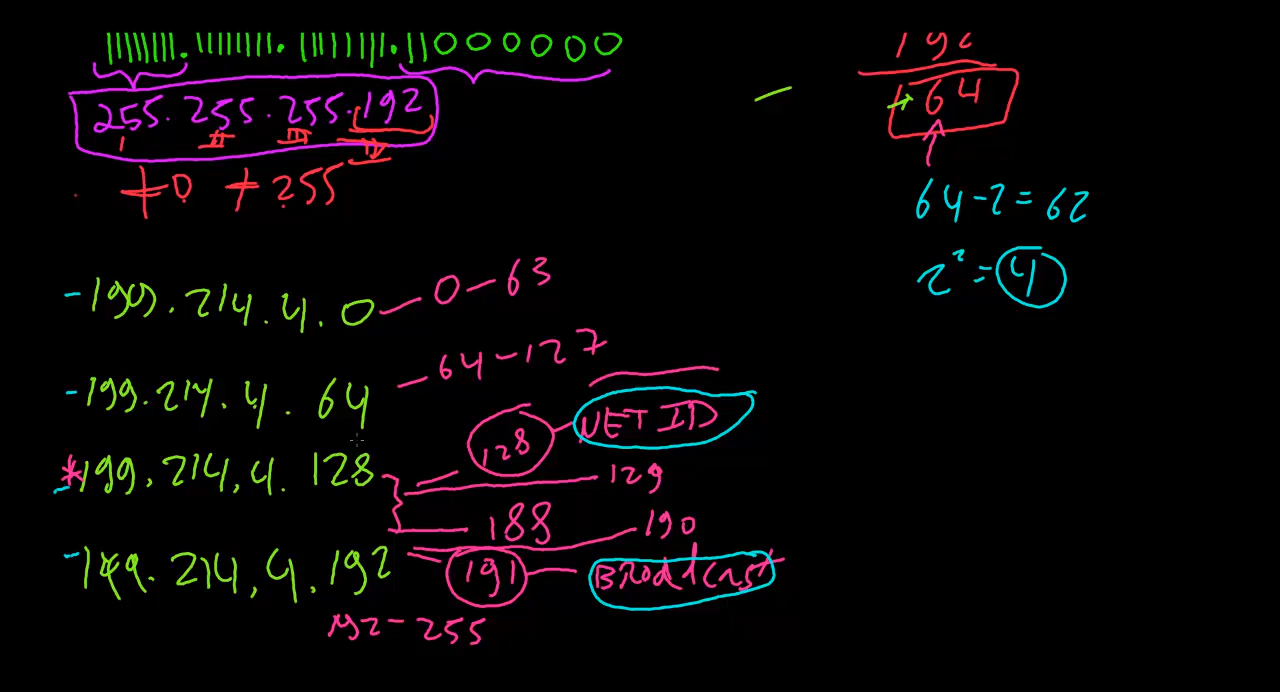 11111111.11111111.11111111.11000000
255.255.255.192
I II III IV
≠0 ≠255
192
64
64-2=62
2²=4
-199.214.4.0 - 0-63
-199.214.4.64 - 64-127
128 - NET ID
*199.214.4.128
129
188 - 190
-199.214.4.192
191 - Broadcast
192-255